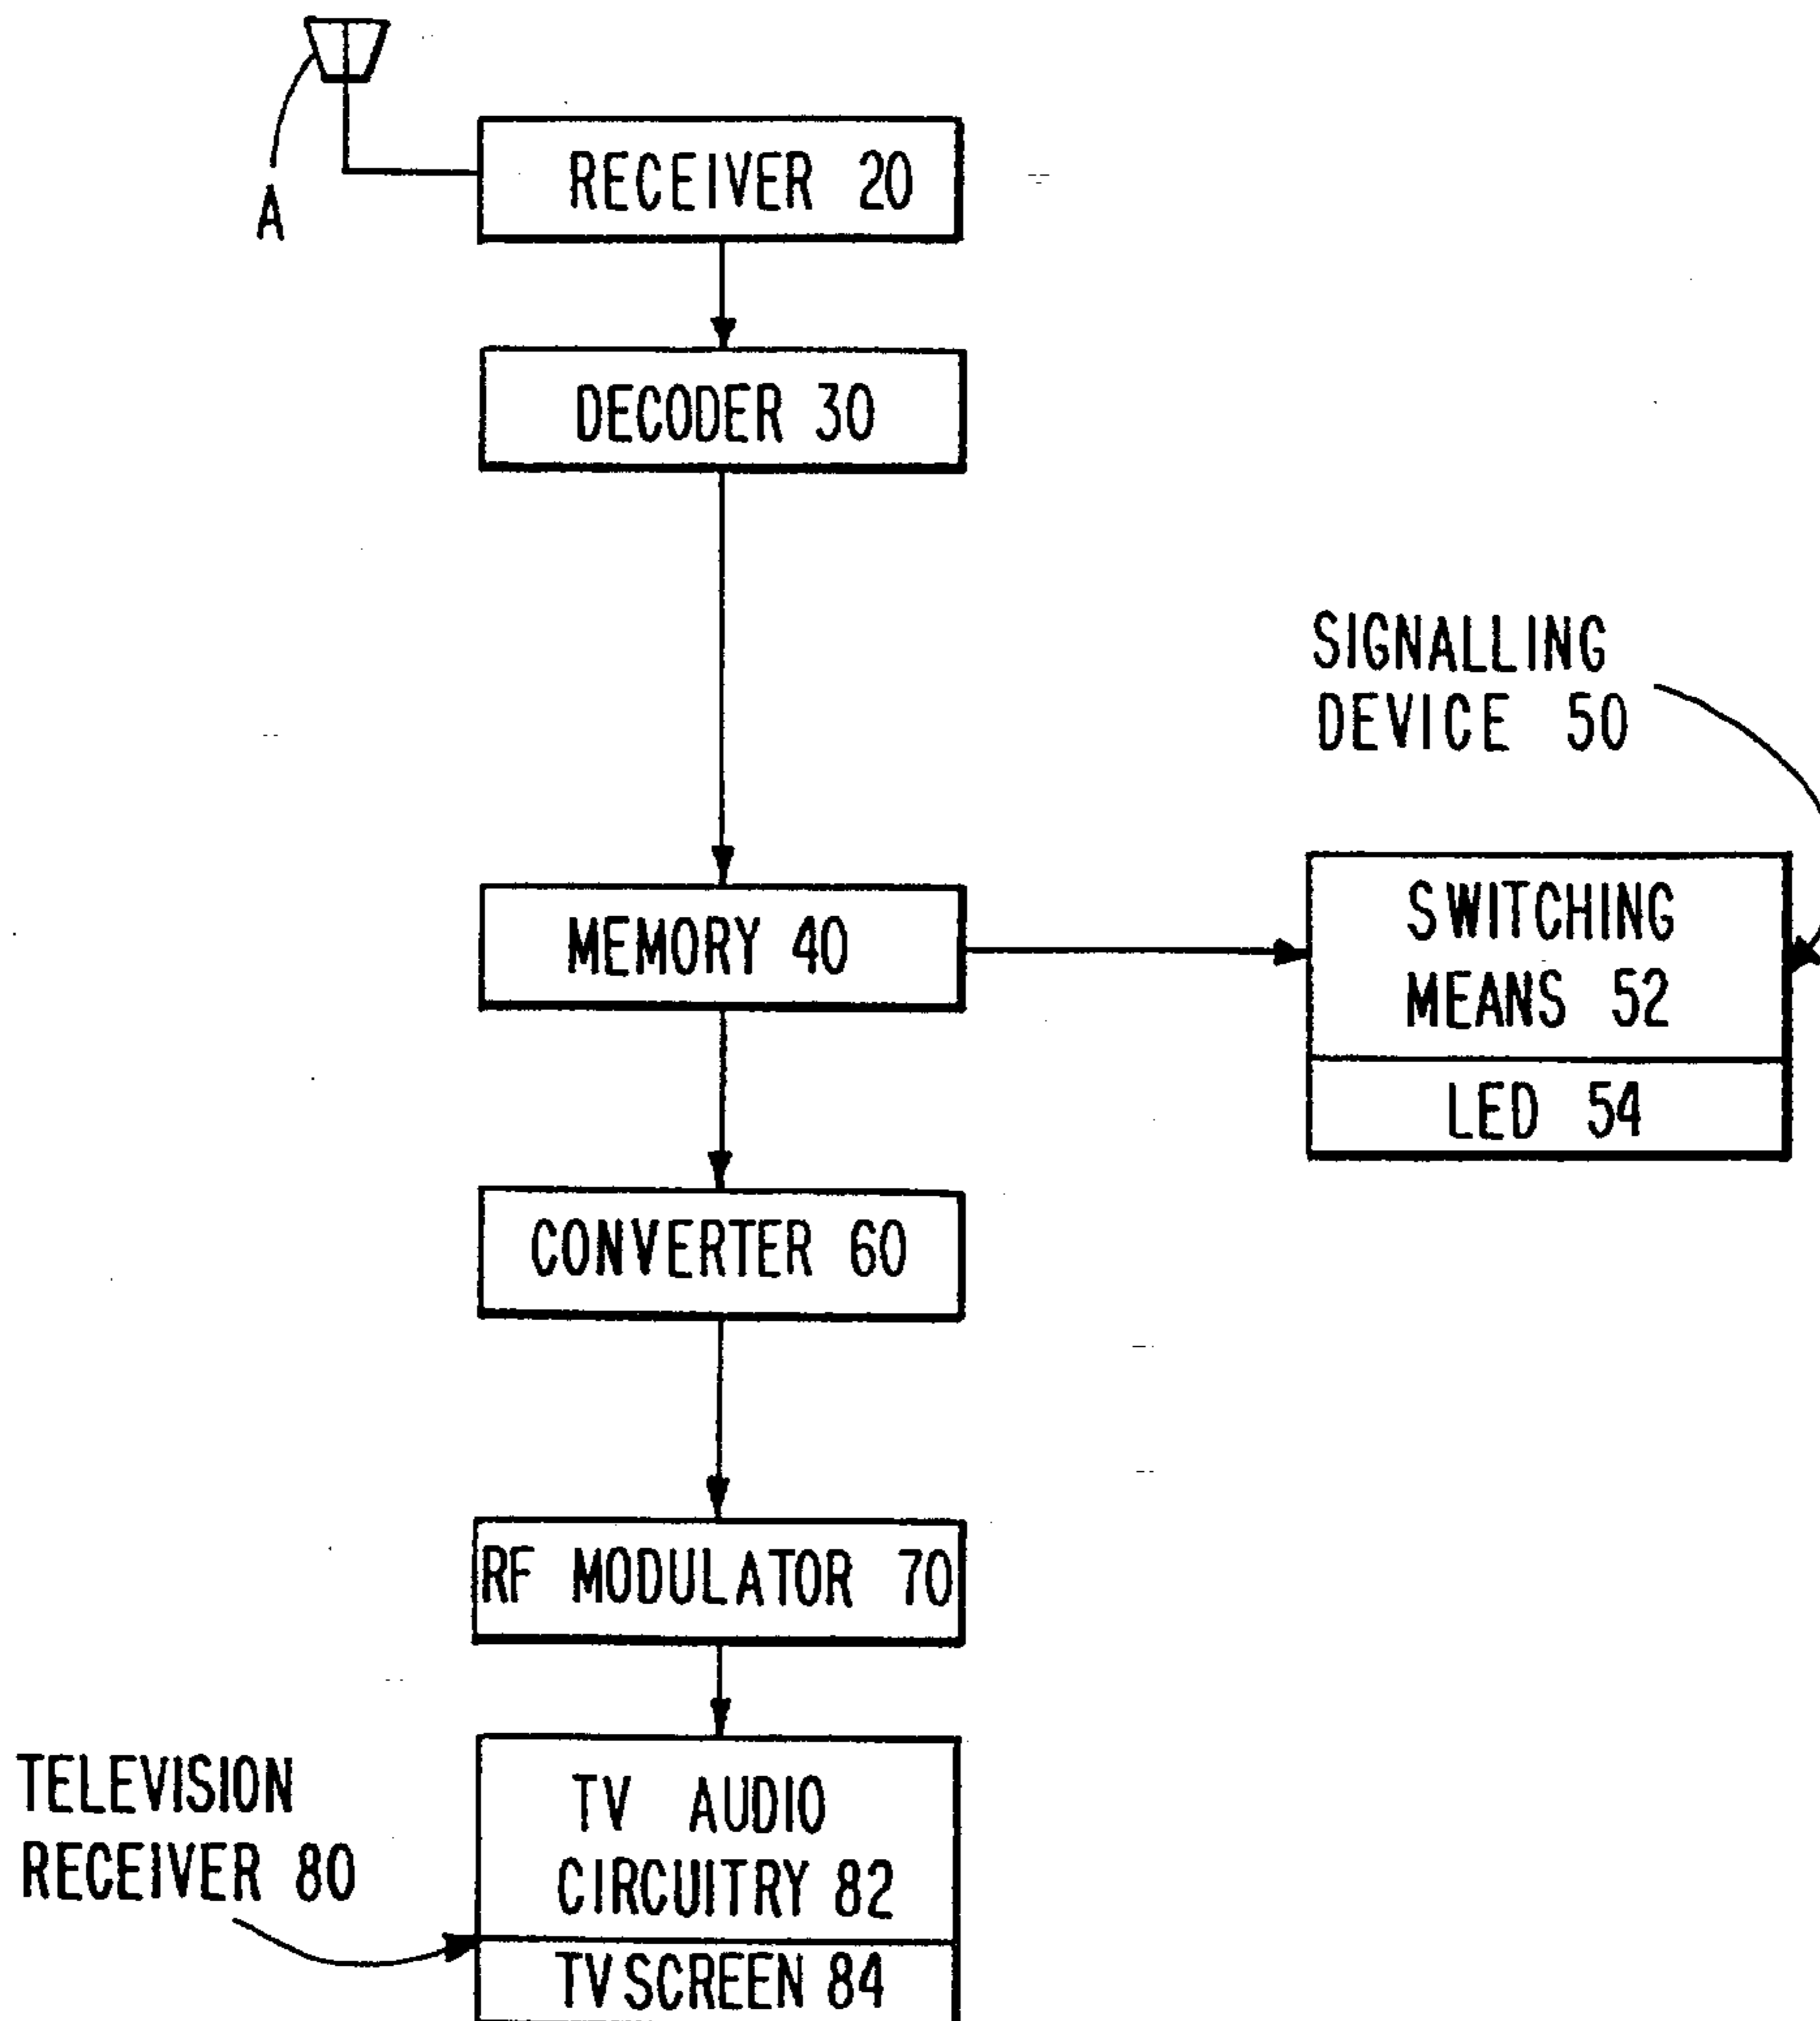 A
RECEIVER 20
DECODER 30
SIGNALLING
DEVICE 50
MEMORY 40
SWITCHING
MEANS 52
LED 54
CONVERTER 60
RF MODULATOR 70
TELEVISION
RECEIVER 80
TV AUDIO
CIRCUITRY 82
TV SCREEN 84